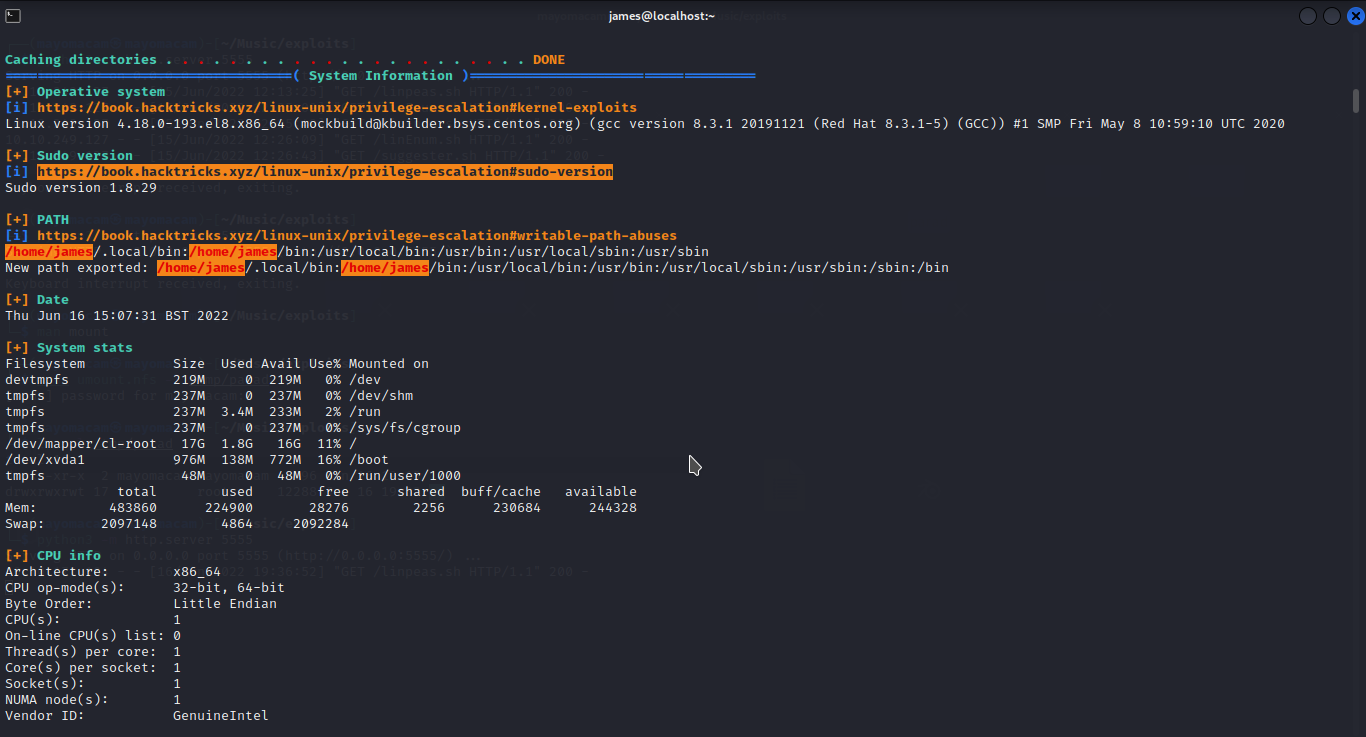 james@localhost:~
Caching directories . . . . . . . . . . . . . . . . . . . . . . . DONE
( System Information )
[+] Operative system
[i] https://book.hacktricks.xyz/linux-unix/privilege-escalation#kernel-exploits
Linux version 4.18.0-193.el8.x86_64 (mockbuild@kbuilder.bsys.centos.org) (gcc version 8.3.1 20191121 (Red Hat 8.3.1-5) (GCC)) #1 SMP Fri May 8 10:59:10 UTC 2020
[+] Sudo version
[i] https://book.hacktricks.xyz/linux-unix/privilege-escalation#sudo-version
Sudo version 1.8.29
[+] PATH
[i] https://book.hacktricks.xyz/linux-unix/privilege-escalation#writable-path-abuses
/home/james/.local/bin:/home/james/bin:/usr/local/bin:/usr/bin:/usr/local/sbin:/usr/sbin
New path exported: /home/james/.local/bin:/home/james/bin:/usr/local/bin:/usr/bin:/usr/local/sbin:/usr/sbin:/sbin:/bin
[+] Date
Thu Jun 16 15:07:31 BST 2022
[+] System stats
Filesystem           Size  Used Avail Use% Mounted on
devtmpfs             219M     0  219M   0% /dev
tmpfs                237M     0  237M   0% /dev/shm
tmpfs                237M  3.4M  233M   2% /run
tmpfs                237M     0  237M   0% /sys/fs/cgroup
/dev/mapper/cl-root   17G  1.8G   16G  11% /
/dev/xvda1           976M  138M  772M  16% /boot
tmpfs                 48M     0   48M   0% /run/user/1000
              total        used        free      shared  buff/cache   available
Mem:         483860      224900       28276        2256      230684      244328
Swap:       2097148        4864     2092284
[+] CPU info
Architecture:        x86_64
CPU op-mode(s):      32-bit, 64-bit
Byte Order:          Little Endian
CPU(s):              1
On-line CPU(s) list: 0
Thread(s) per core:  1
Core(s) per socket:  1
Socket(s):           1
NUMA node(s):        1
Vendor ID:           GenuineIntel